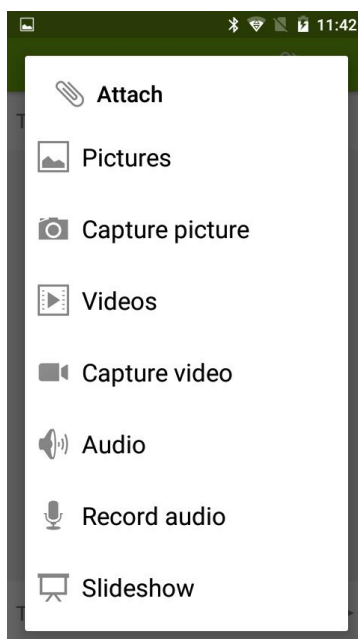 11:42
Attach
T
Pictures
Capture picture
Videos
Capture video
Audio
Record audio
Slideshow
T